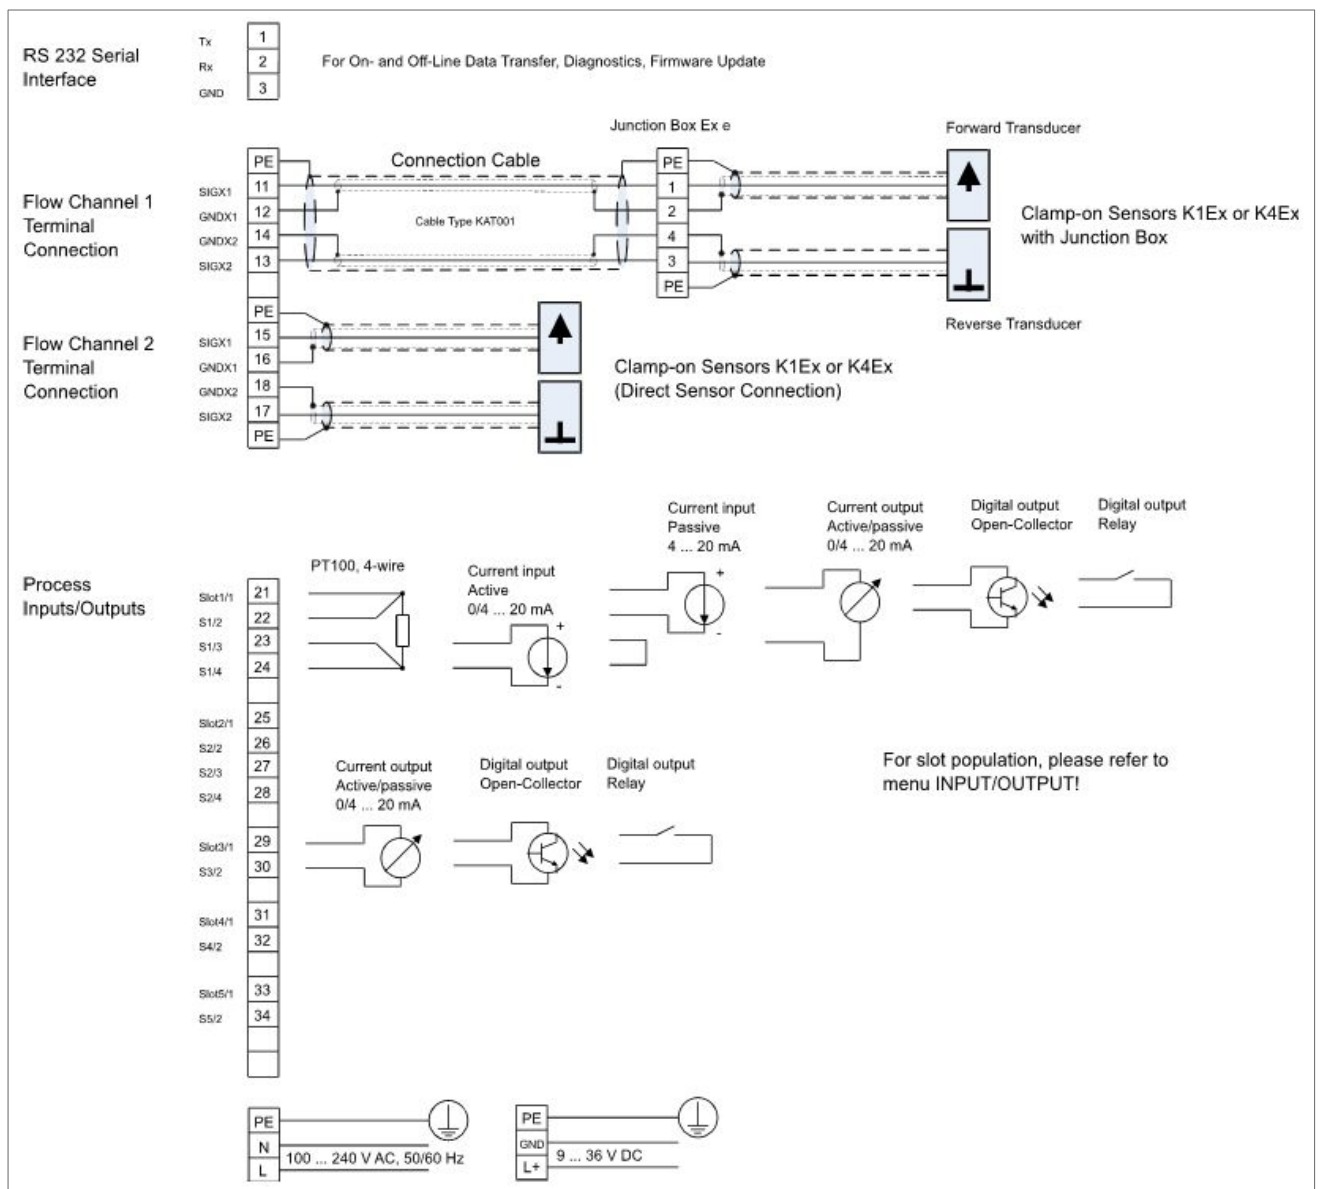 RS 232 Serial
Interface
Tx
Rx
GND
1
2
3
For On- and Off-Line Data Transfer, Diagnostics, Firmware Update
Junction Box Ex e
Forward Transducer
Flow Channel 1
Terminal
Connection
SIGX1
GNDX1
GNDX2
SIGX2
PE
11
12
14
13
Connection Cable
Cable Type KAT001
PE
1
2
4
3
PE
Clamp-on Sensors K1Ex or K4Ex
with Junction Box
Reverse Transducer
Flow Channel 2
Terminal
Connection
SIGX1
GNDX1
GNDX2
SIGX2
PE
15
16
18
17
PE
Clamp-on Sensors K1Ex or K4Ex
(Direct Sensor Connection)
Process
Inputs/Outputs
Slot1/1
S1/2
S1/3
S1/4
21
22
23
24
PT100, 4-wire
Current input
Active
0/4 ... 20 mA
+
-
Current input
Passive
4 ... 20 mA
+
-
Current output
Active/passive
0/4 ... 20 mA
Digital output
Open-Collector
Digital output
Relay
Slot2/1
S2/2
S2/3
S2/4
25
26
27
28
For slot population, please refer to
menu INPUT/OUTPUT!
Current output
Active/passive
0/4 ... 20 mA
Digital output
Open-Collector
Digital output
Relay
Slot3/1
S3/2
29
30
Slot4/1
S4/2
31
32
Slot5/1
S5/2
33
34
PE
N
L
100 ... 240 V AC, 50/60 Hz
PE
GND
L+
9 ... 36 V DC